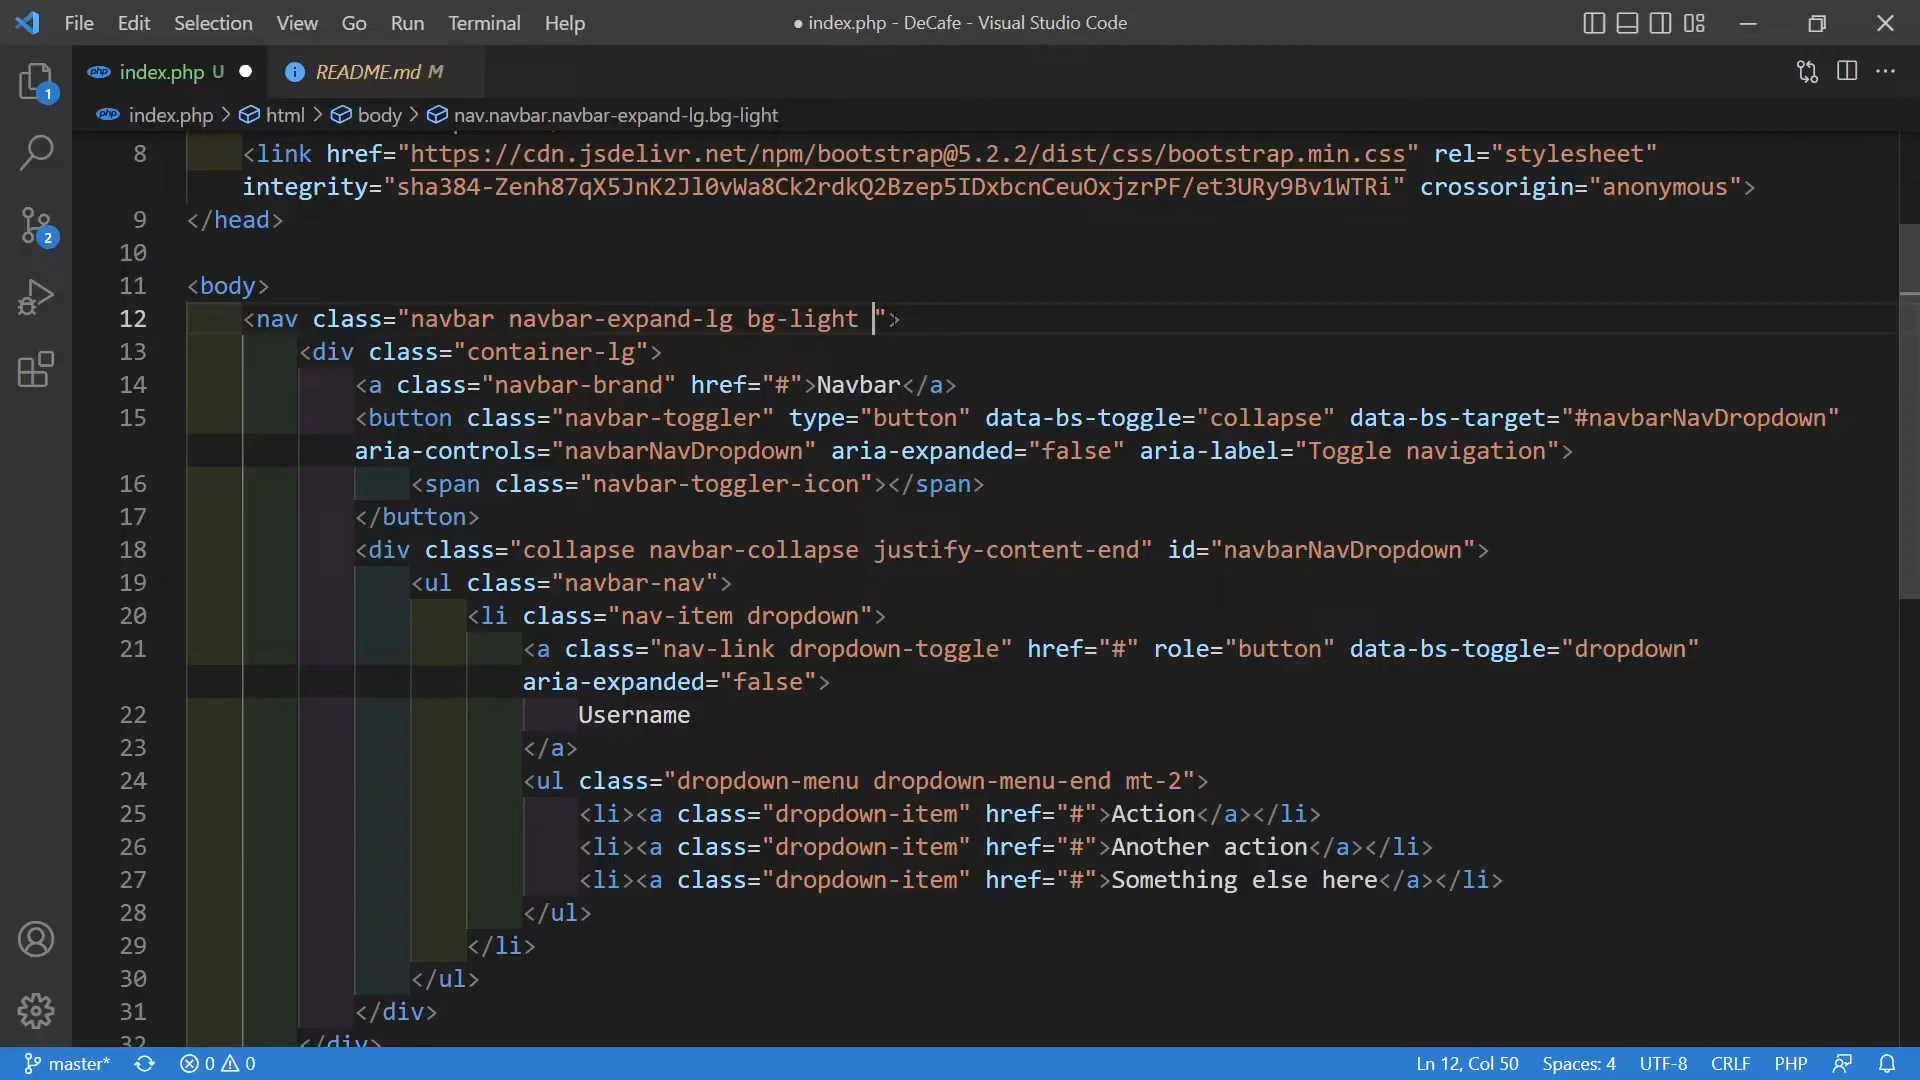 File Edit Selection View Go Run Terminal Help
● index.php - DeCafe - Visual Studio Code
index.php U ●
README.md M
index.php > html > body > nav.navbar.navbar-expand-lg.bg-light
8 <link href="https://cdn.jsdelivr.net/npm/bootstrap@5.2.2/dist/css/bootstrap.min.css" rel="stylesheet"
integrity="sha384-Zenh87qX5JnK2Jl0vWa8Ck2rdkQ2Bzep5IDxbcnCeuOxjzrPF/et3URy9Bv1WTRi" crossorigin="anonymous">
9 </head>
10
11 <body>
12 <nav class="navbar navbar-expand-lg bg-light ">
13 <div class="container-lg">
14 <a class="navbar-brand" href="#">Navbar</a>
15 <button class="navbar-toggler" type="button" data-bs-toggle="collapse" data-bs-target="#navbarNavDropdown"
aria-controls="navbarNavDropdown" aria-expanded="false" aria-label="Toggle navigation">
16 <span class="navbar-toggler-icon"></span>
17 </button>
18 <div class="collapse navbar-collapse justify-content-end" id="navbarNavDropdown">
19 <ul class="navbar-nav">
20 <li class="nav-item dropdown">
21 <a class="nav-link dropdown-toggle" href="#" role="button" data-bs-toggle="dropdown"
aria-expanded="false">
22 Username
23 </a>
24 <ul class="dropdown-menu dropdown-menu-end mt-2">
25 <li><a class="dropdown-item" href="#">Action</a></li>
26 <li><a class="dropdown-item" href="#">Another action</a></li>
27 <li><a class="dropdown-item" href="#">Something else here</a></li>
28 </ul>
29 </li>
30 </ul>
31 </div>
32 </div>
1
2
master* 0 0
Ln 12, Col 50 Spaces: 4 UTF-8 CRLF PHP